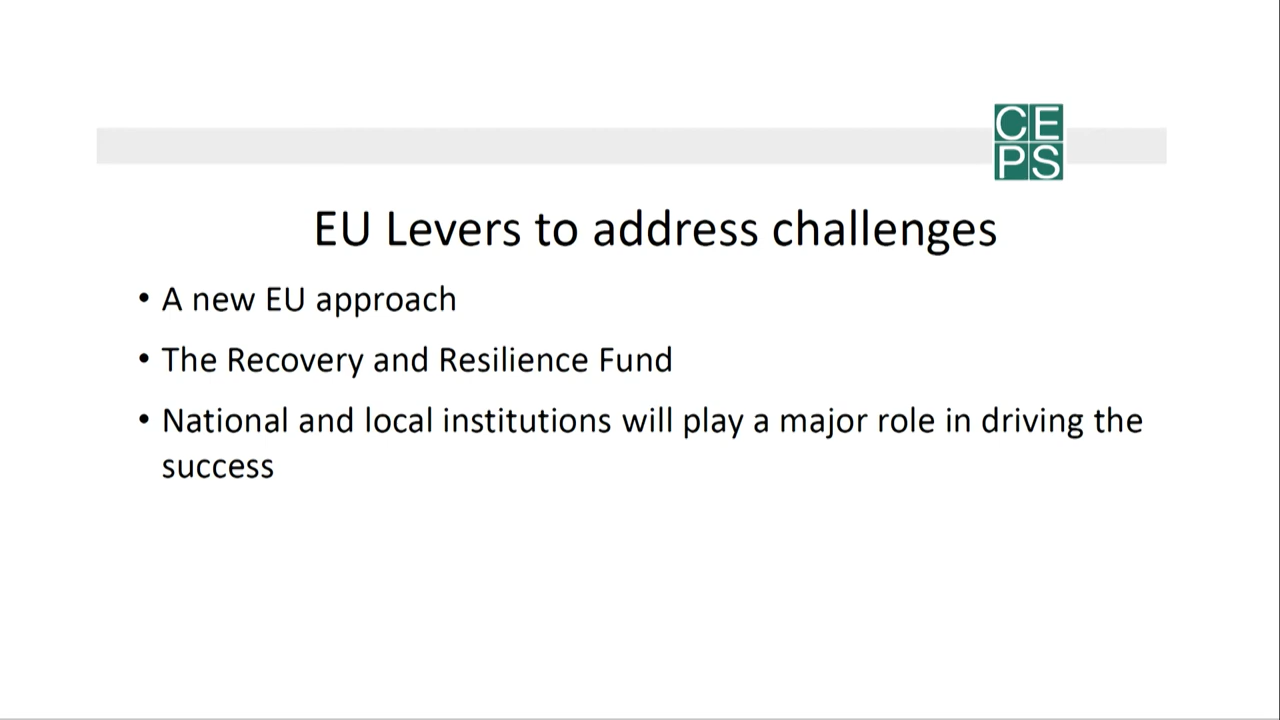 CE
PS
EU Levers to address challenges
• A new EU approach
• The Recovery and Resilience Fund
• National and local institutions will play a major role in driving the
success